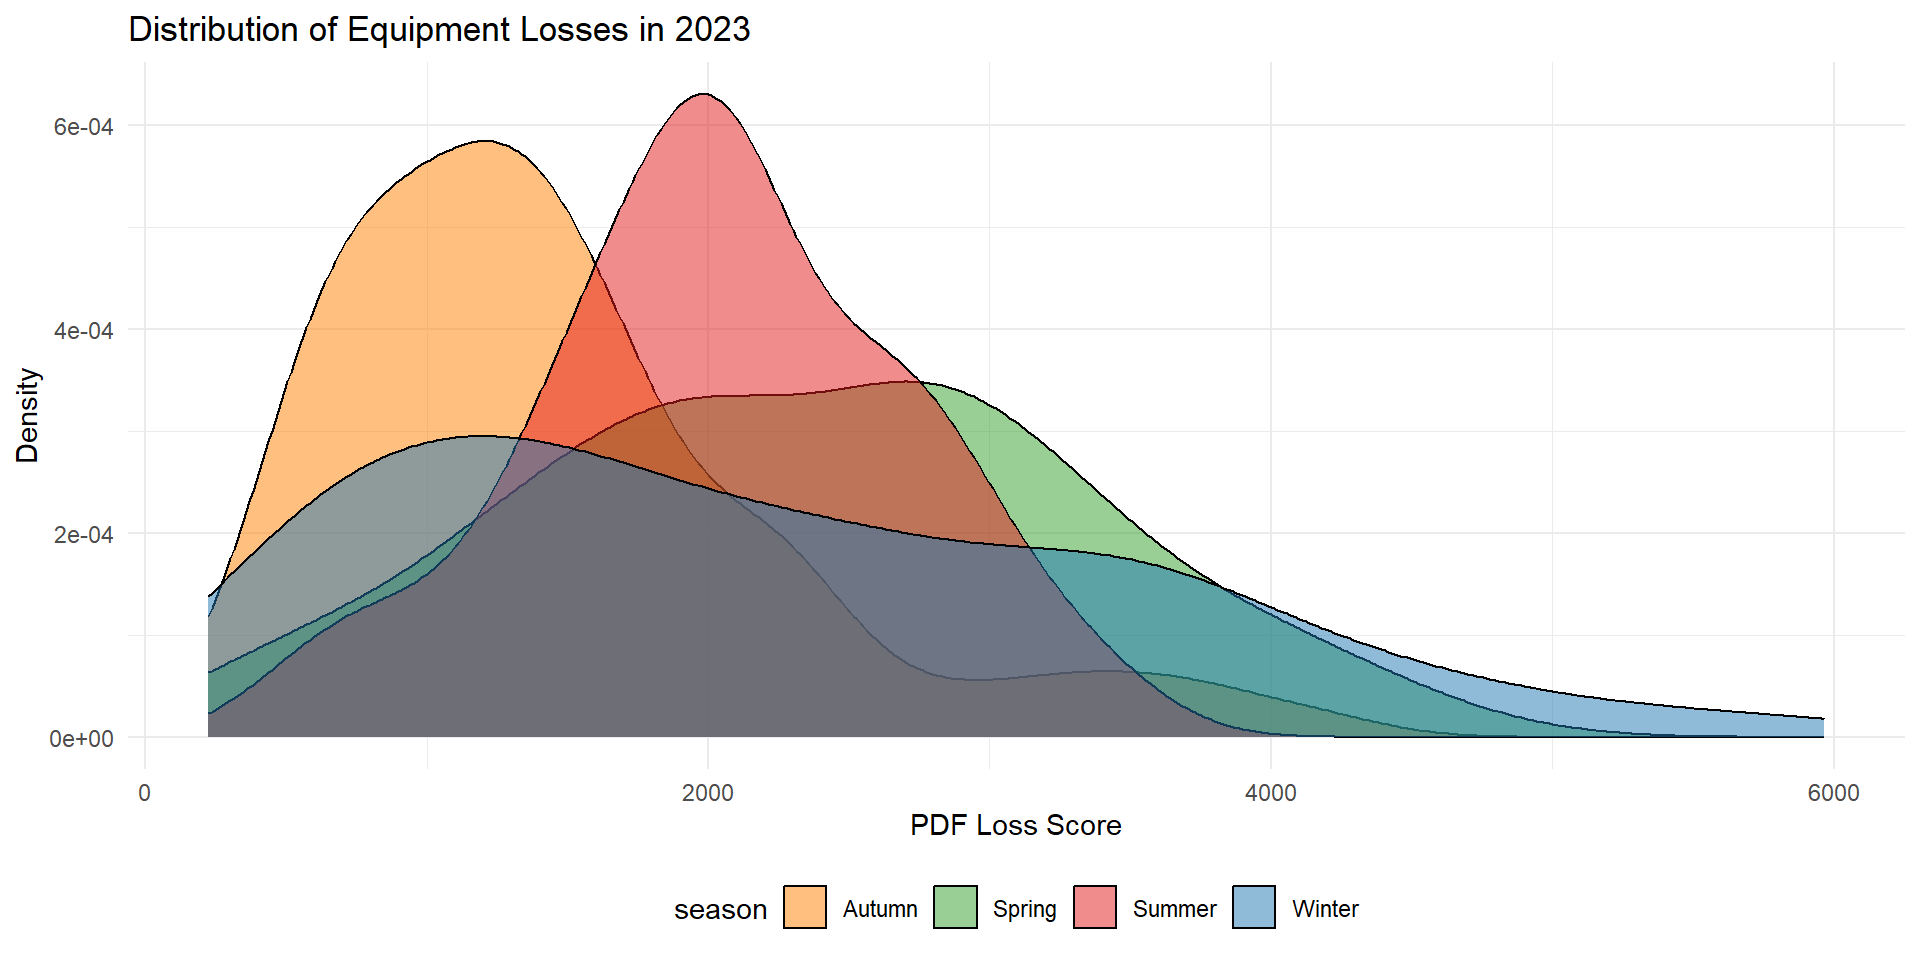 Distribution of Equipment Losses in 2023
6e-04
4e-04
2e-04
0e+00
Density
0 2000 4000 6000
PDF Loss Score
season Autumn Spring Summer Winter